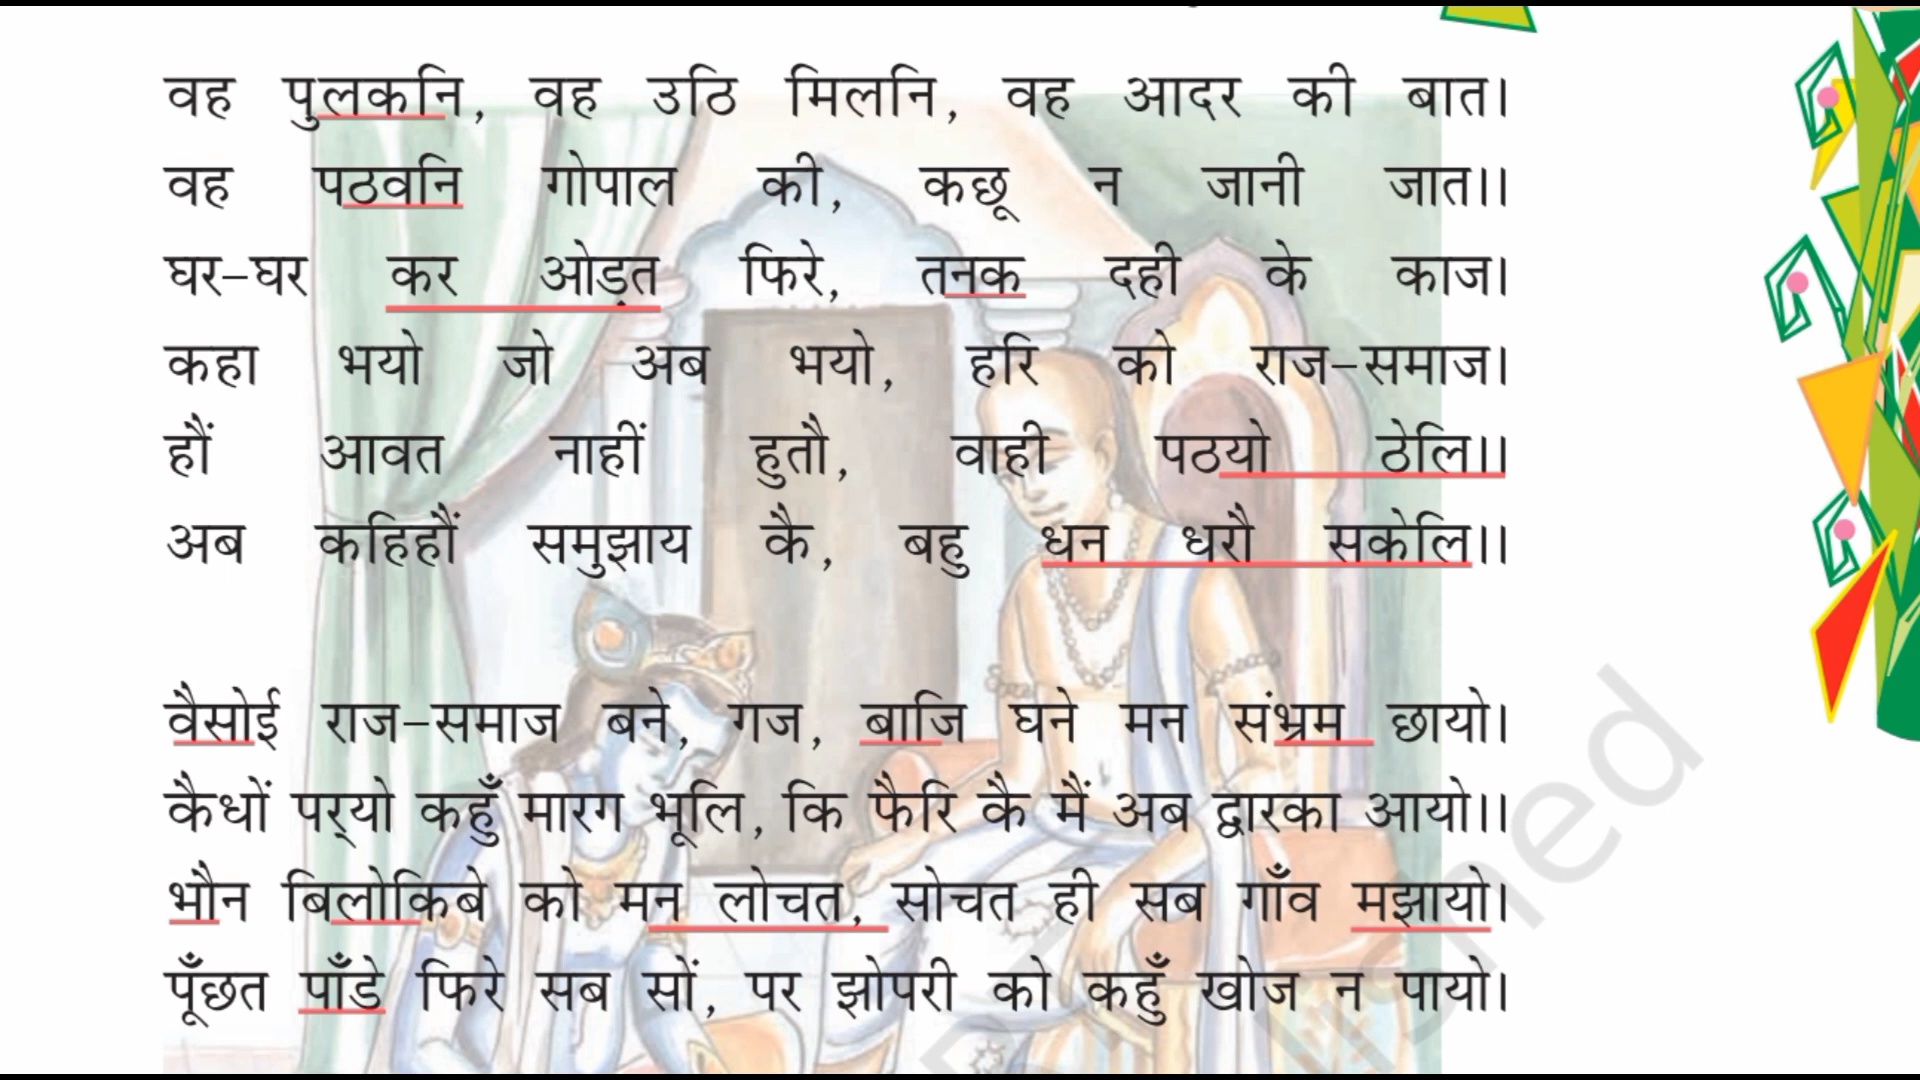 वह पुलकनि, वह उठि मिलनि, वह आदर की बात।
वह पठवनि गोपाल की, कछू न जानी जात।।
घर-घर कर ओड़त फिरे, तनक दही के काज।
कहा भयो जो अब भयो, हरि को राज-समाज।
हौं आवत नाहीं हुतौ, वाही पठयो ठेलि।।
अब कहिहौं समुझाय कै, बहु धन धरौ सकेलि।।
वैसोई राज-समाज बने, गज, बाजि घने मन संभ्रम छायो।
कैधों पर्‌यो कहुँ मारग भूलि, कि फैरि कै मैं अब द्वारका आयो।।
भौन बिलोकिबे को मन लोचत, सोचत ही सब गाँव मझायो।
पूँछत पाँडे फिरे सब सों, पर झोपरी को कहुँ खोज न पायो।